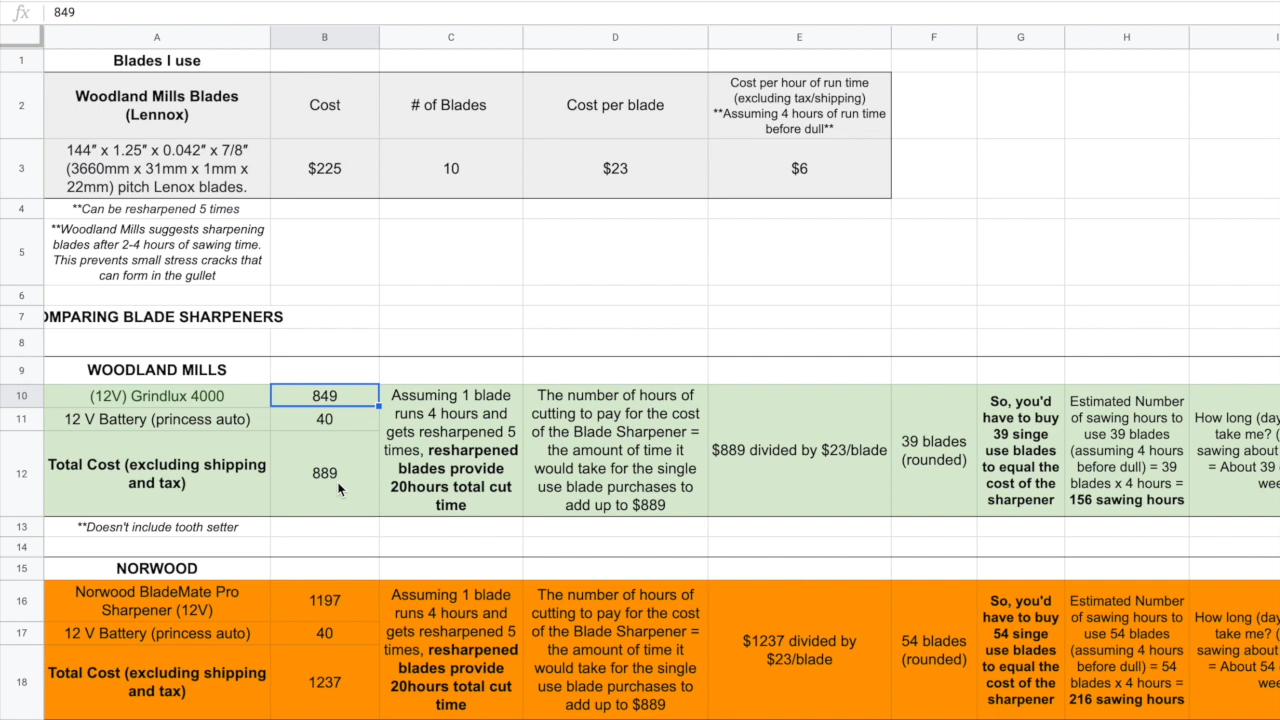 fx 849
A B C D E F G H I
1 Blades I use
2 Woodland Mills Blades
(Lennox)
Cost
# of Blades
Cost per blade
Cost per hour of run time
(excluding tax/shipping)
**Assuming 4 hours of run time
before dull**
3 144″ x 1.25″ x 0.042″ x 7/8″
(3660mm x 31mm x 1mm x
22mm) pitch Lenox blades.
$225
10
$23
$6
4 **Can be resharpened 5 times
5 **Woodland Mills suggests sharpening
blades after 2-4 hours of sawing time.
This prevents small stress cracks that
can form in the gullet
6
7 OMPARING BLADE SHARPENERS
8
9 WOODLAND MILLS
10 (12V) Grindlux 4000
849
11 12 V Battery (princess auto)
40
12 Total Cost (excluding shipping
and tax)
889
Assuming 1 blade
runs 4 hours and
gets resharpened 5
times, resharpened
blades provide
20hours total cut
time
The number of hours of
cutting to pay for the cost
of the Blade Sharpener =
the amount of time it
would take for the single
use blade purchases to
add up to $889
$889 divided by $23/blade
39 blades
(rounded)
So, you'd
have to buy
39 singe
use blades
to equal the
cost of the
sharpener
Estimated Number
of sawing hours to
use 39 blades
(assuming 4 hours
before dull) = 39
blades x 4 hours =
156 sawing hours
How long (day
take me? (
sawing about
= About 39
wee
13 **Doesn't include tooth setter
14
15 NORWOOD
16 Norwood BladeMate Pro
Sharpener (12V)
1197
17 12 V Battery (princess auto)
40
18 Total Cost (excluding shipping
and tax)
1237
Assuming 1 blade
runs 4 hours and
gets resharpened 5
times, resharpened
blades provide
20hours total cut
time
The number of hours of
cutting to pay for the cost
of the Blade Sharpener =
the amount of time it
would take for the single
use blade purchases to
add up to $889
$1237 divided by
$23/blade
54 blades
(rounded)
So, you'd
have to buy
54 singe
use blades
to equal the
cost of the
sharpener
Estimated Number
of sawing hours to
use 54 blades
(assuming 4 hours
before dull) = 54
blades x 4 hours =
216 sawing hours
How long (day
take me? (
sawing about
= About 54
wee